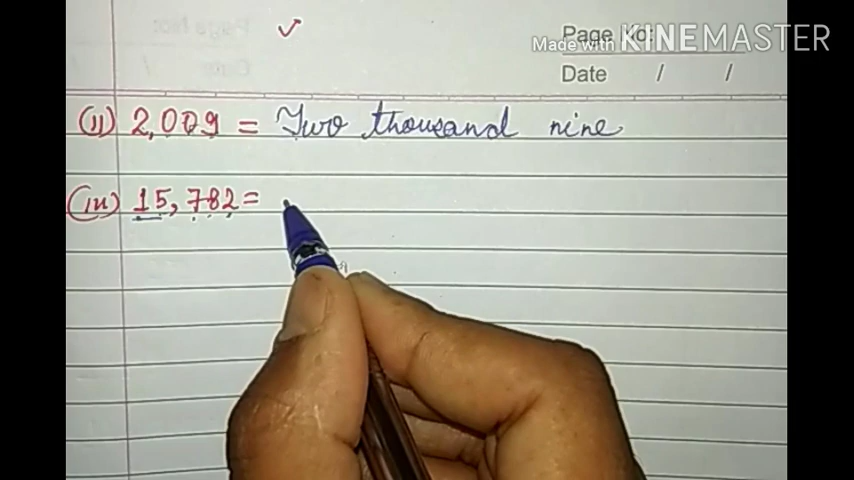 Page No:
Made with KINEMASTER
Date / /
(ii) 2,009 = Two thousand nine
(iii) 15,782 =